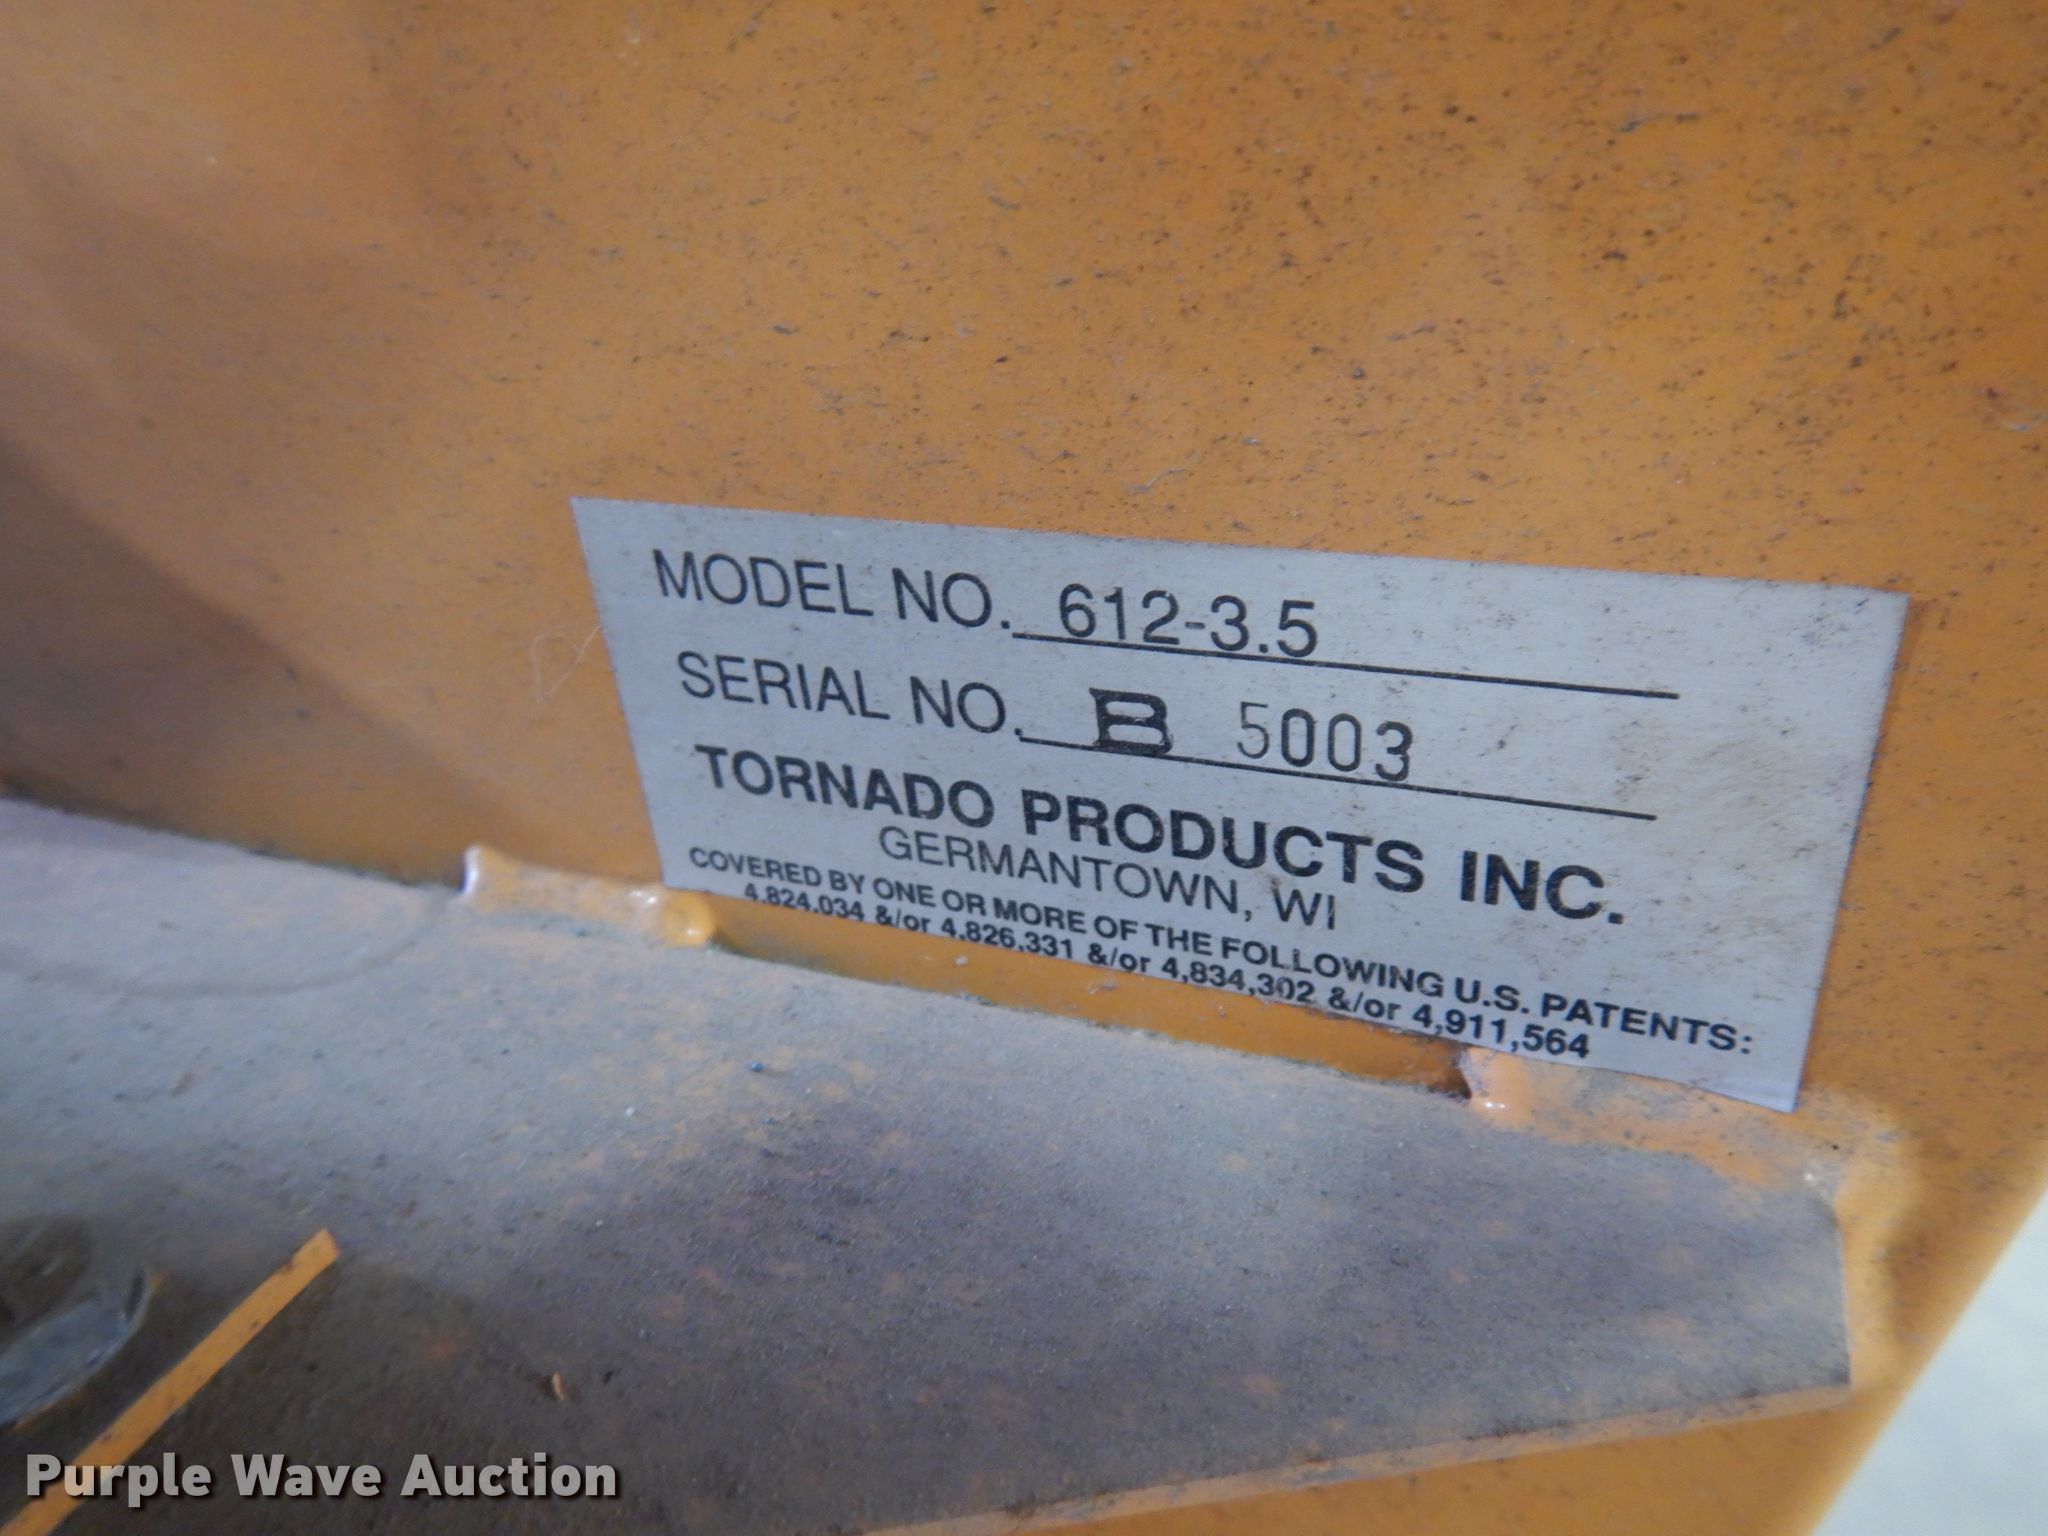 MODEL NO. 612-3.5
SERIAL NO. B 5003
TORNADO PRODUCTS INC.
GERMANTOWN, WI
COVERED BY ONE OR MORE OF THE FOLLOWING U.S. PATENTS:
4,824,034 &/or 4,826,331 &/or 4,834,302 &/or 4,911,564
Purple Wave Auction